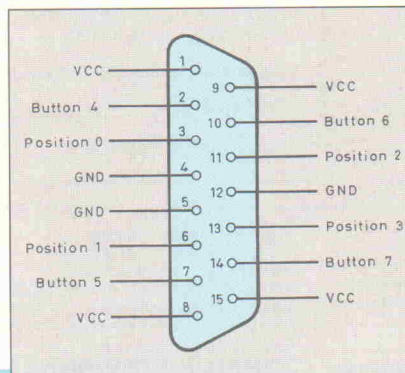 VCC 1
9 VCC
Button 4 2
10 Button 6
Position 0 3
11 Position 2
GND 4
12 GND
GND 5
13 Position 3
Position 1 6
14 Button 7
Button 5 7
15 VCC
VCC 8